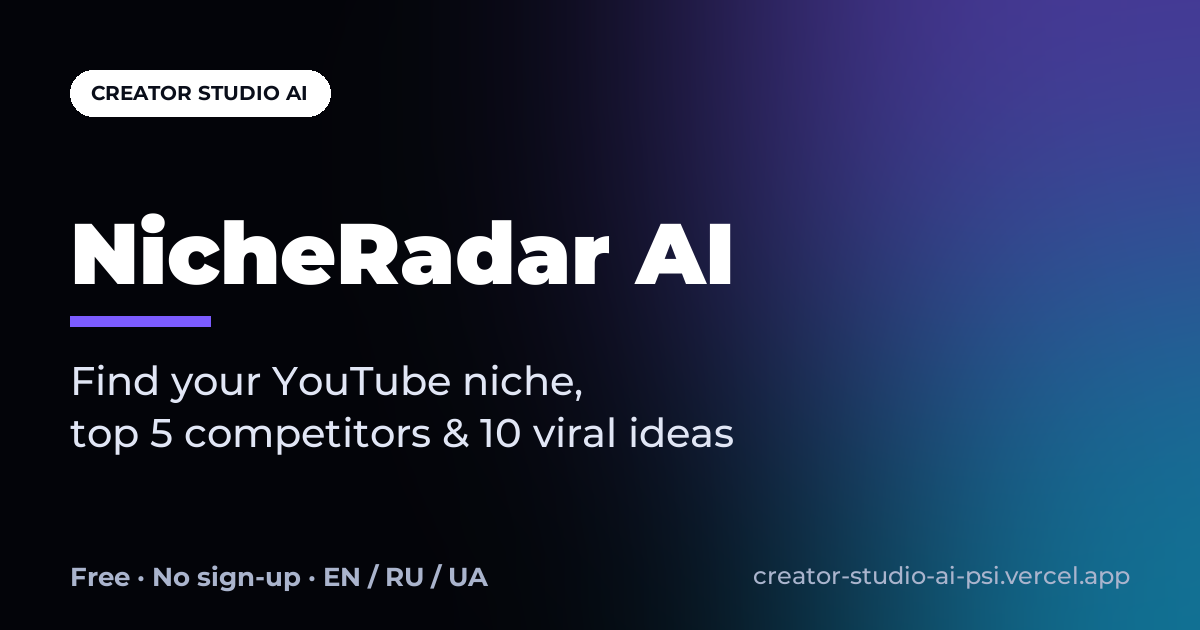 CREATOR STUDIO AI
NicheRadar AI
Find your YouTube niche,
top 5 competitors & 10 viral ideas
Free · No sign-up · EN / RU / UA
creator-studio-ai-psi.vercel.app